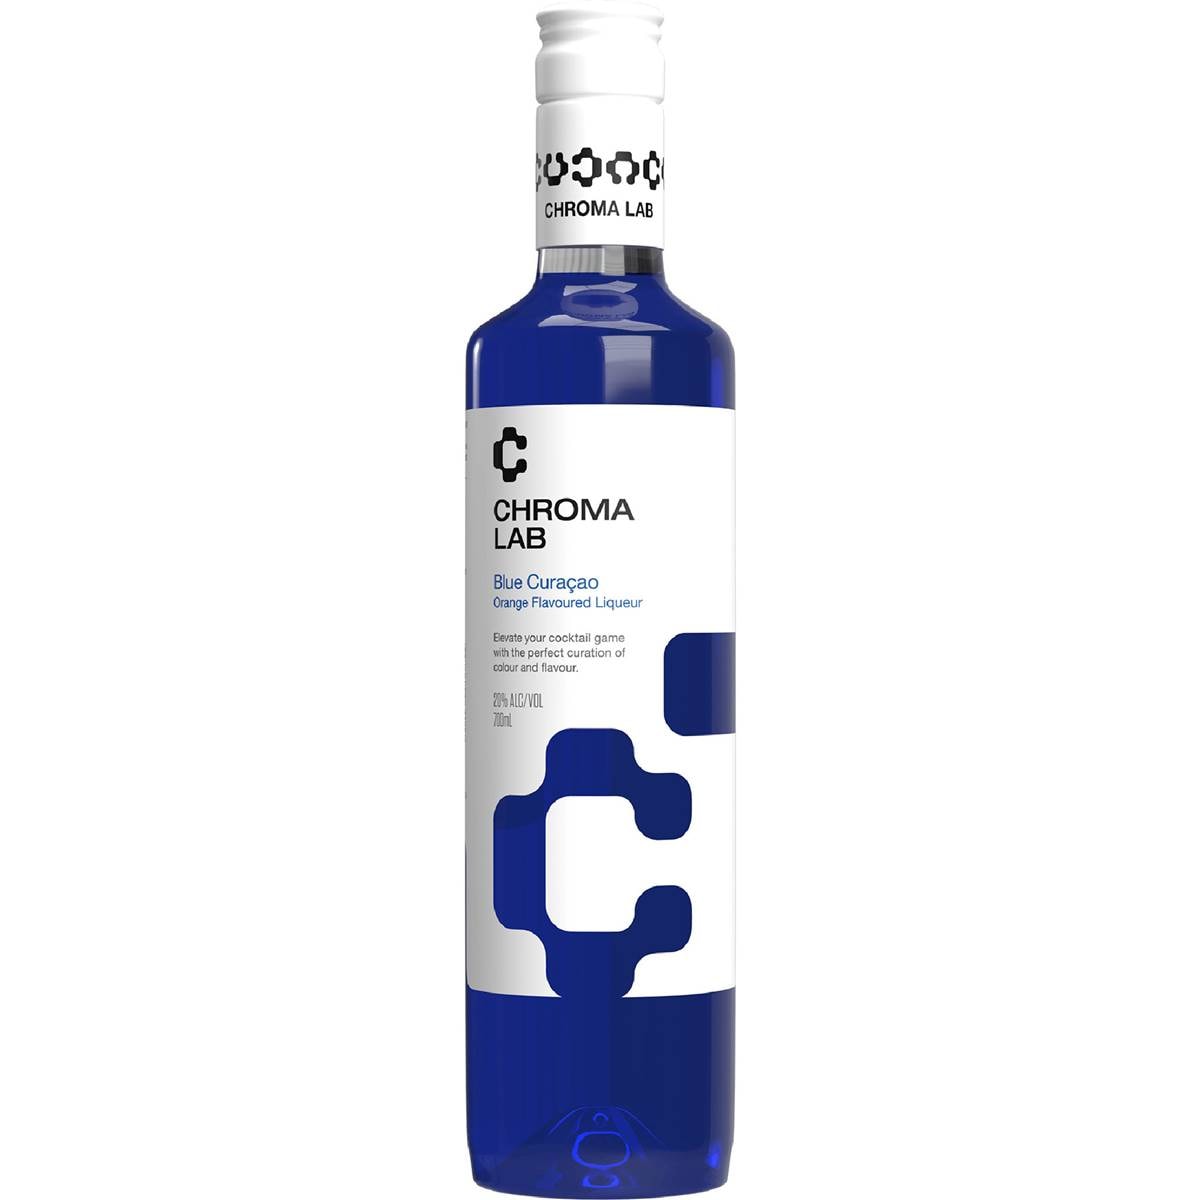 CHROMA LAB
CHROMA
LAB
Blue Curaçao
Orange Flavoured Liqueur
Elevate your cocktail game
with the perfect curation of
colour and flavour.
20% ALC/VOL
700mL